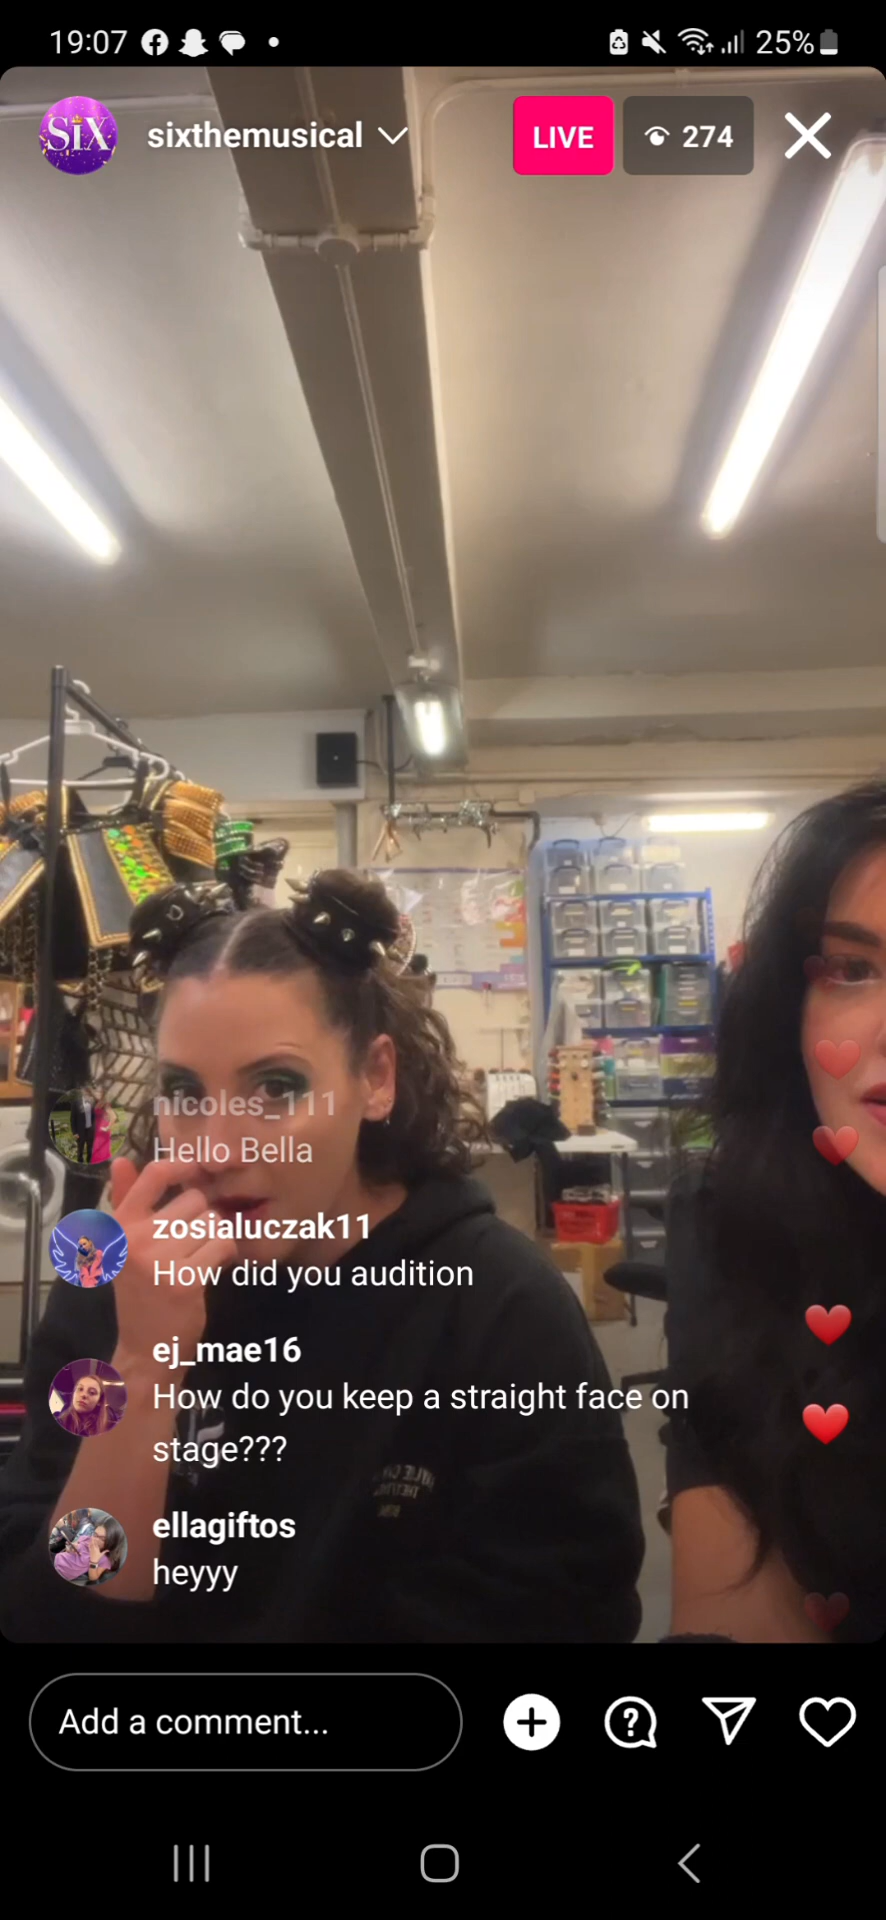 19:07
25%
SiX
sixthemusical
LIVE
274
nicoles_111
Hello Bella
zosialuczak11
How did you audition
ej_mae16
How do you keep a straight face on
stage???
ellagiftos
heyyy
Add a comment...